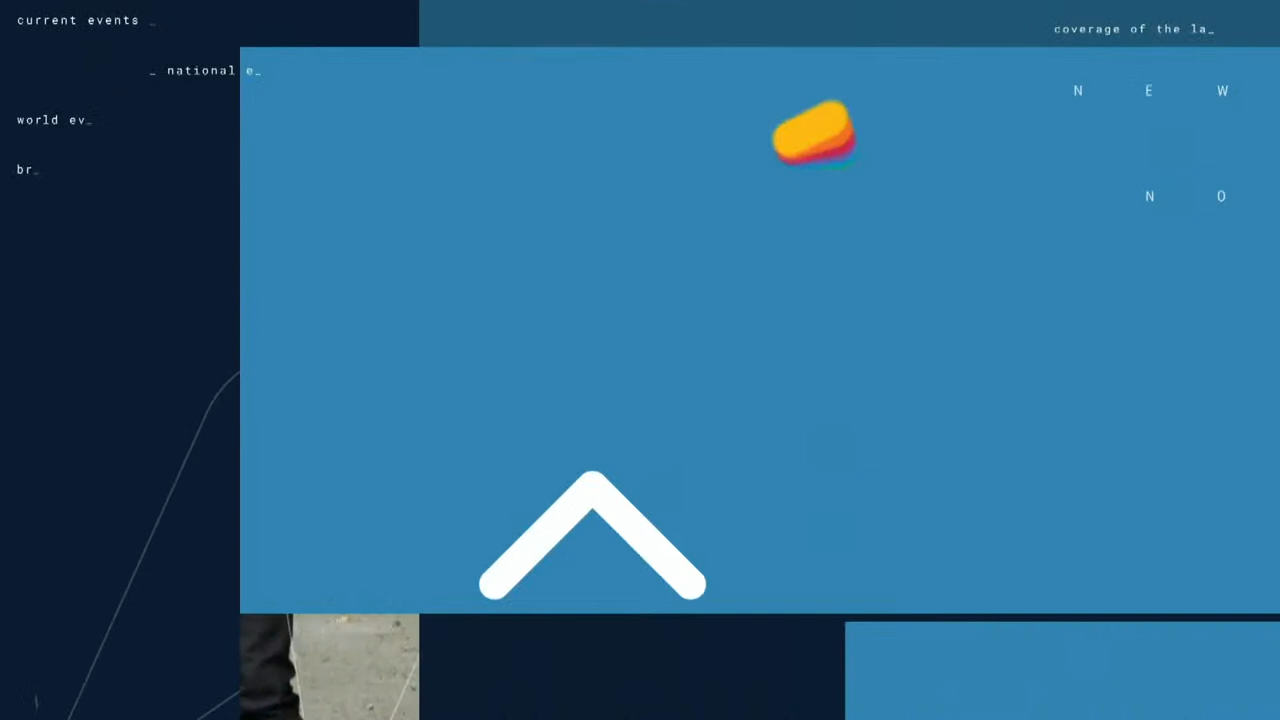 current events _
_ national e_
world ev_
br_
coverage of the la_
N E W
N O